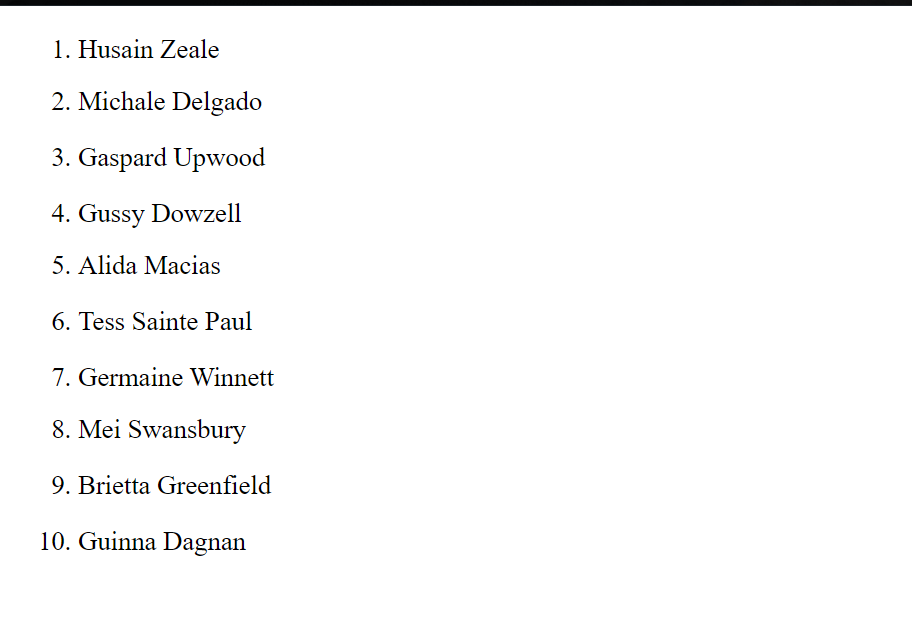 1. Husain Zeale
2. Michale Delgado
3. Gaspard Upwood
4. Gussy Dowzell
5. Alida Macias
6. Tess Sainte Paul
7. Germaine Winnett
8. Mei Swansbury
9. Brietta Greenfield
10. Guinna Dagnan